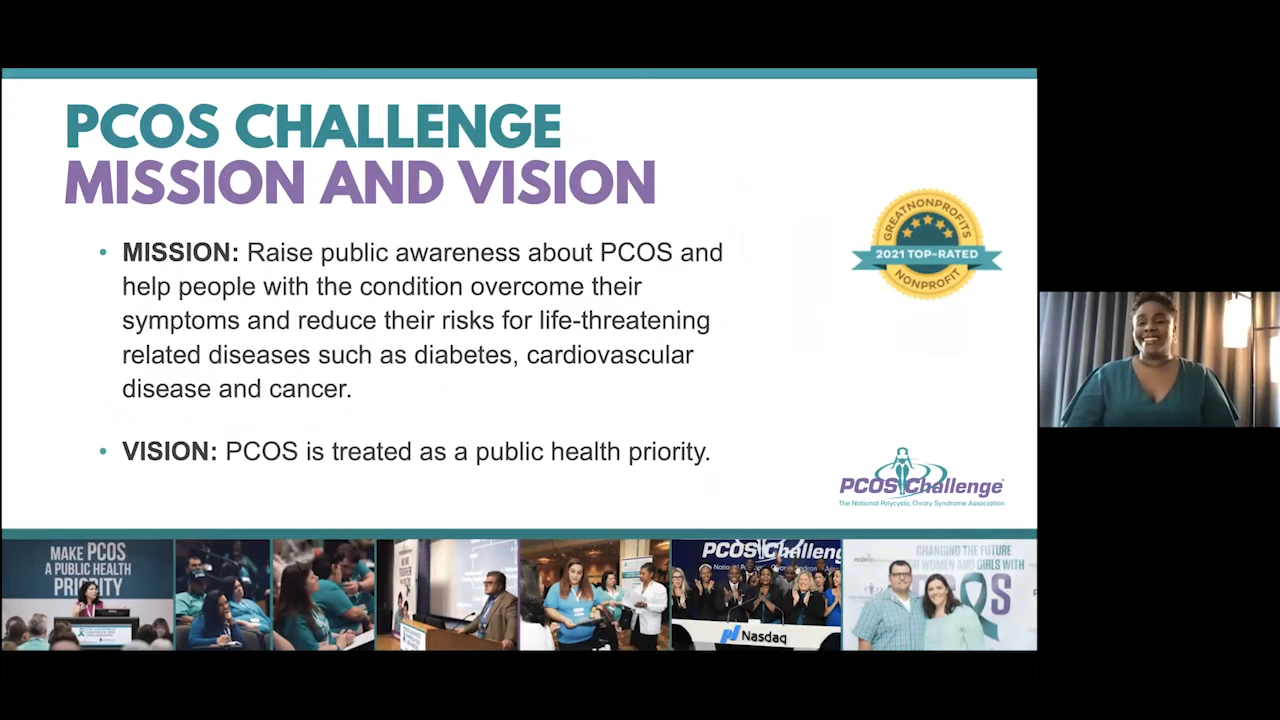 PCOS CHALLENGE
MISSION AND VISION
• MISSION: Raise public awareness about PCOS and
help people with the condition overcome their
symptoms and reduce their risks for life-threatening
related diseases such as diabetes, cardiovascular
disease and cancer.
• VISION: PCOS is treated as a public health priority.
GREATNONPROFITS
2021 TOP-RATED
NONPROFIT
PCOS Challenge
The National Polycystic Ovary Syndrome Association
MAKE PCOS
A PUBLIC HEALTH
PRIORITY
PCOS Challeng
Nasdaq
CHANGING THE FUTURE
WOMEN AND GIRLS WITH